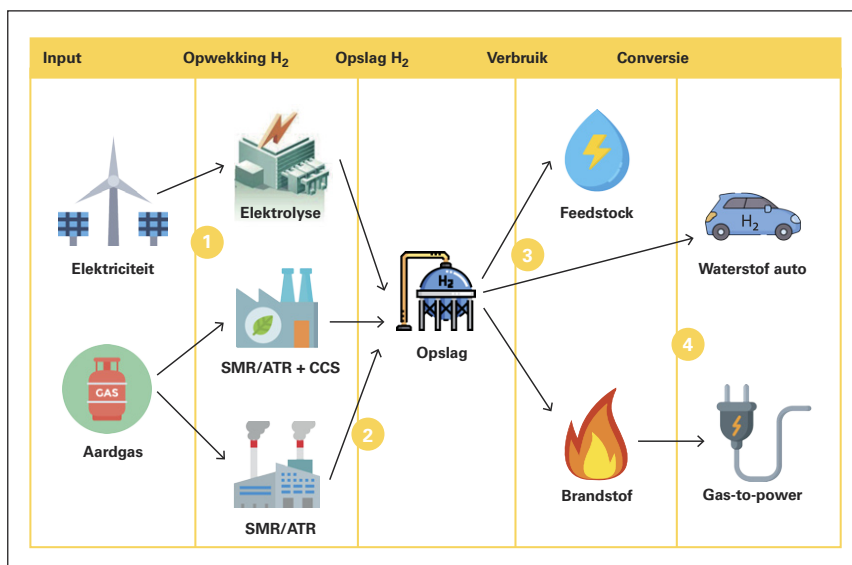 Input
Opwekking H₂
Opslag H₂
Verbruik
Conversie
Elektrolyse
Feedstock
H₂
1
3
Elektriciteit
H₂
Waterstof auto
SMR/ATR + CCS
Opslag
4
GAS
2
Aardgas
Brandstof
Gas-to-power
SMR/ATR